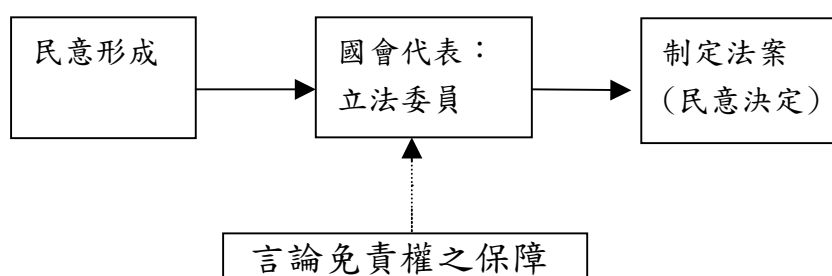 民意形成
國會代表：
立法委員
制定法案
(民意決定)
言論免責權之保障